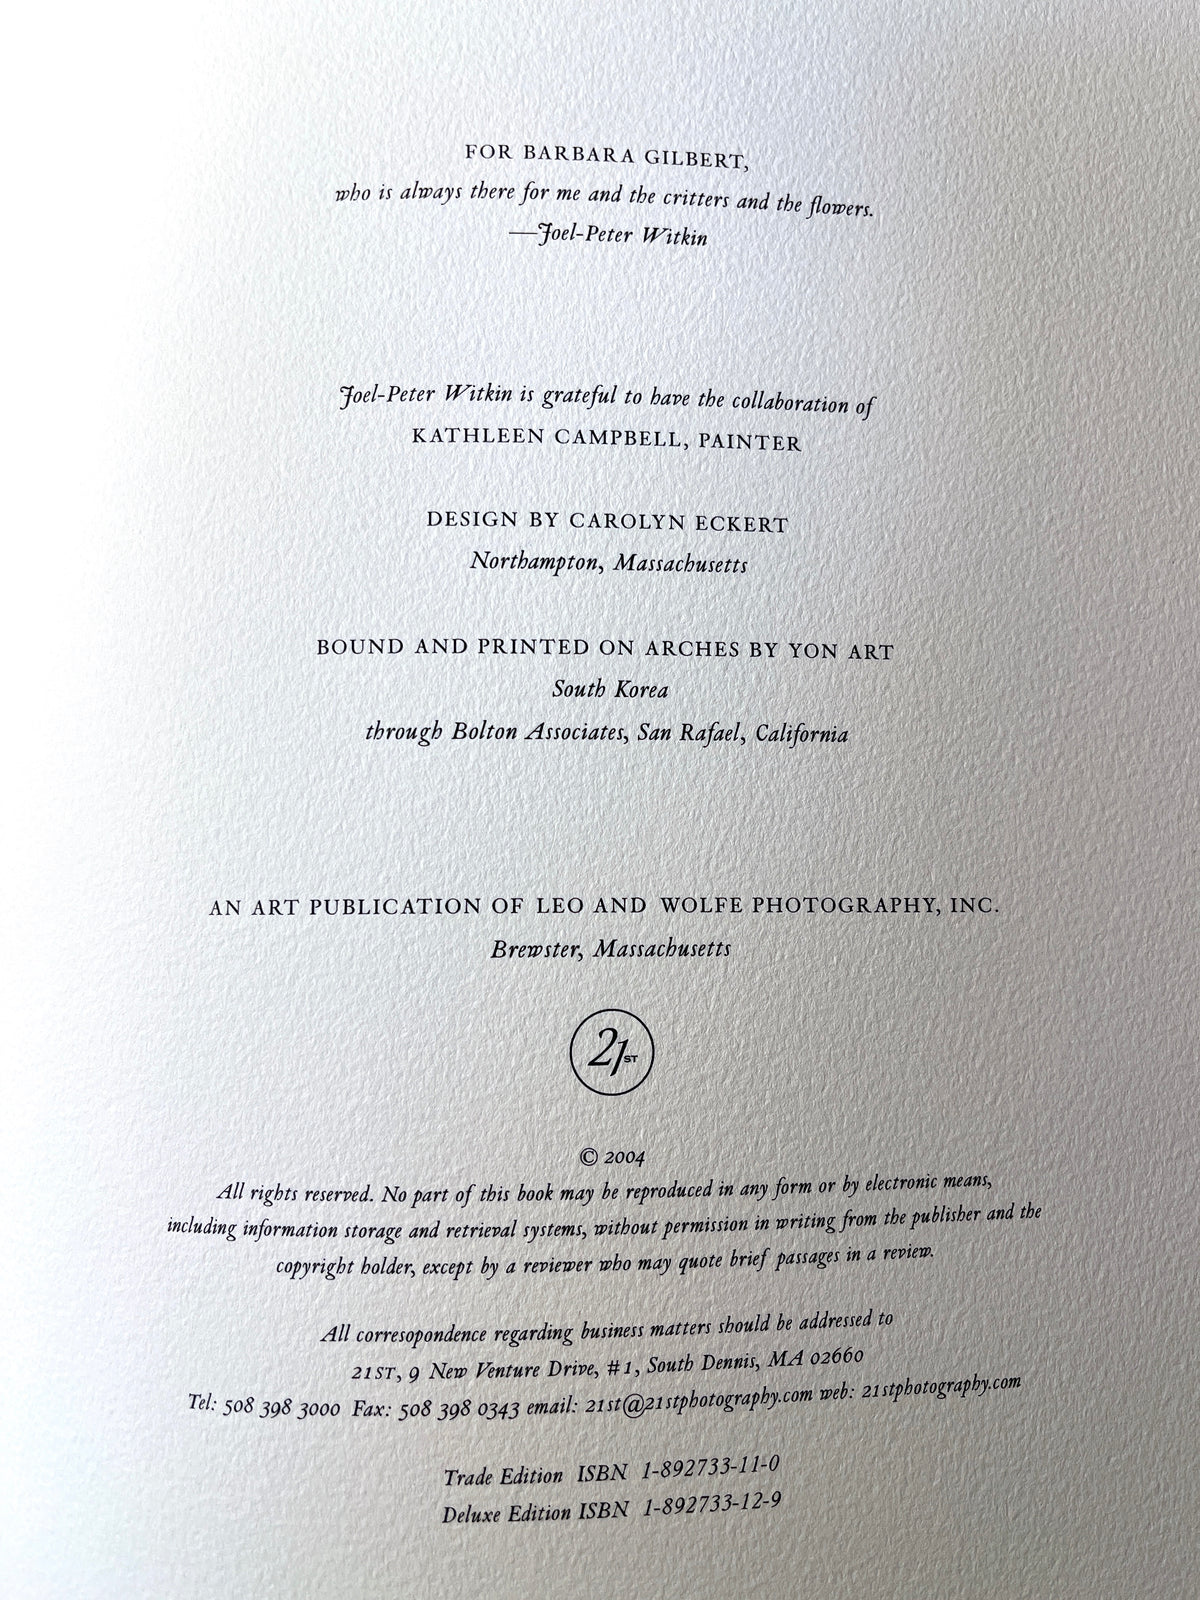 FOR BARBARA GILBERT,
who is always there for me and the critters and the flowers.
—Joel-Peter Witkin
Joel-Peter Witkin is grateful to have the collaboration of
KATHLEEN CAMPBELL, PAINTER
DESIGN BY CAROLYN ECKERT
Northampton, Massachusetts
BOUND AND PRINTED ON ARCHES BY YON ART
South Korea
through Bolton Associates, San Rafael, California
AN ART PUBLICATION OF LEO AND WOLFE PHOTOGRAPHY, INC.
Brewster, Massachusetts
21ST
© 2004
All rights reserved. No part of this book may be reproduced in any form or by electronic means,
including information storage and retrieval systems, without permission in writing from the publisher and the
copyright holder, except by a reviewer who may quote brief passages in a review.
All corresopondence regarding business matters should be addressed to
21ST, 9 New Venture Drive, #1, South Dennis, MA 02660
Tel: 508 398 3000 Fax: 508 398 0343 email: 21st@21stphotography.com web: 21stphotography.com
Trade Edition ISBN 1-892733-11-0
Deluxe Edition ISBN 1-892733-12-9